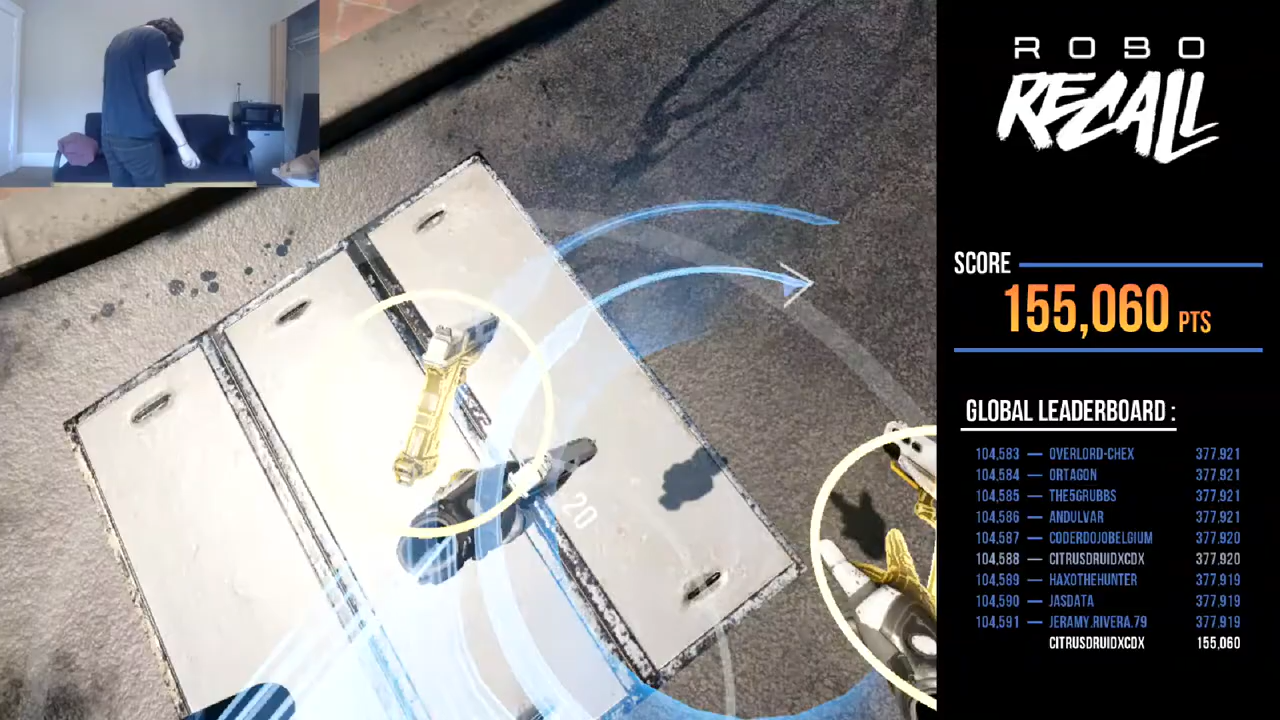 ROBO
RECALL
SCORE
155,060 PTS
GLOBAL LEADERBOARD :
104,583 — OVERLORD-CHEX 377,921
104,584 — ORTAGON 377,921
104,585 — THE5GRUBBS 377,921
104,586 — ANDULVAR 377,921
104,587 — CODERDOJOBELGIUM 377,920
104,588 — CITRUSDRUIDXCDX 377,920
104,589 — HAXOTHEHUNTER 377,919
104,590 — JASDATA 377,919
104,591 — JERAMY.RIVERA.79 377,919
CITRUSDRUIDXCDX 155,060
20